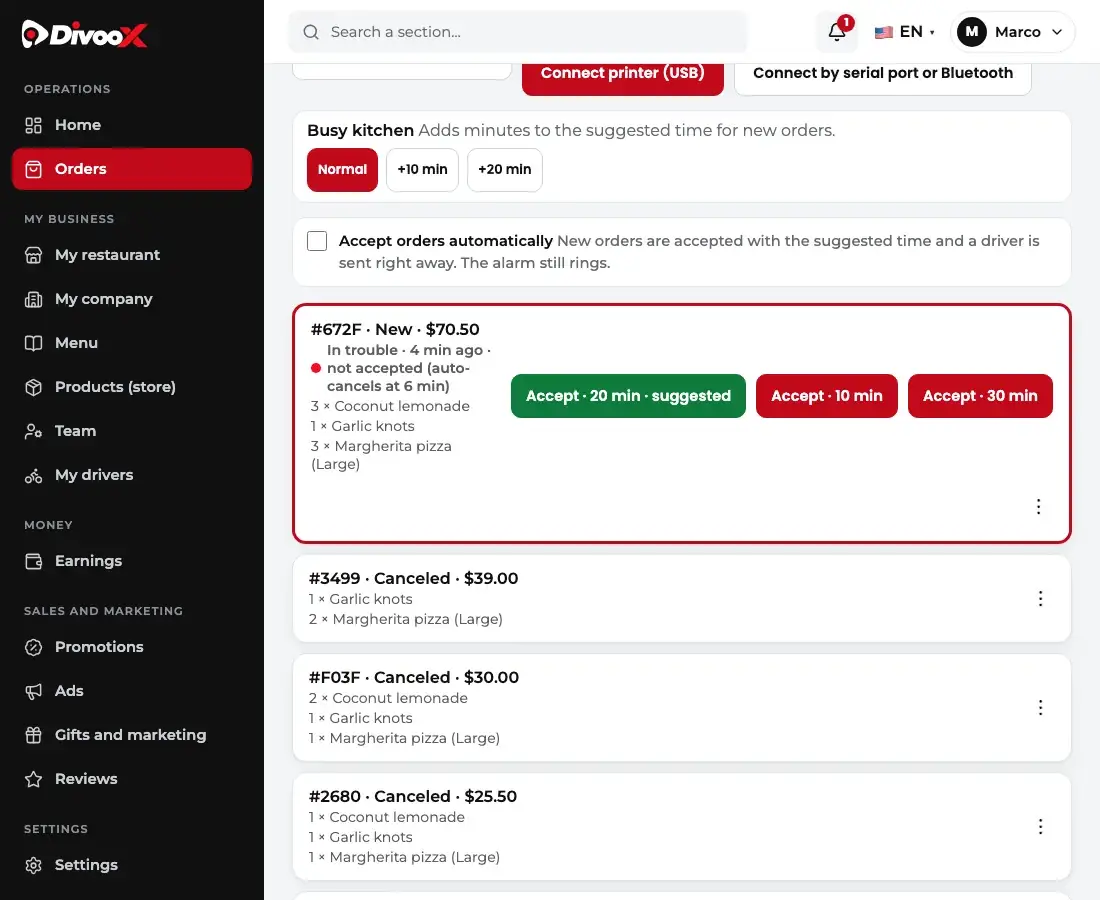 DivooX
OPERATIONS
Home
Orders
MY BUSINESS
My restaurant
My company
Menu
Products (store)
Team
My drivers
MONEY
Earnings
SALES AND MARKETING
Promotions
Ads
Gifts and marketing
Reviews
SETTINGS
Settings
Search a section...
1
EN
M
Marco
Connect printer (USB)
Connect by serial port or Bluetooth
Busy kitchen Adds minutes to the suggested time for new orders.
Normal
+10 min
+20 min
Accept orders automatically New orders are accepted with the suggested time and a driver is
sent right away. The alarm still rings.
#672F · New · $70.50
In trouble · 4 min ago ·
not accepted (auto-
cancels at 6 min)
3 × Coconut lemonade
1 × Garlic knots
3 × Margherita pizza
(Large)
Accept · 20 min · suggested
Accept · 10 min
Accept · 30 min
#3499 · Canceled · $39.00
1 × Garlic knots
2 × Margherita pizza (Large)
#F03F · Canceled · $30.00
2 × Coconut lemonade
1 × Garlic knots
1 × Margherita pizza (Large)
#2680 · Canceled · $25.50
1 × Coconut lemonade
1 × Garlic knots
1 × Margherita pizza (Large)